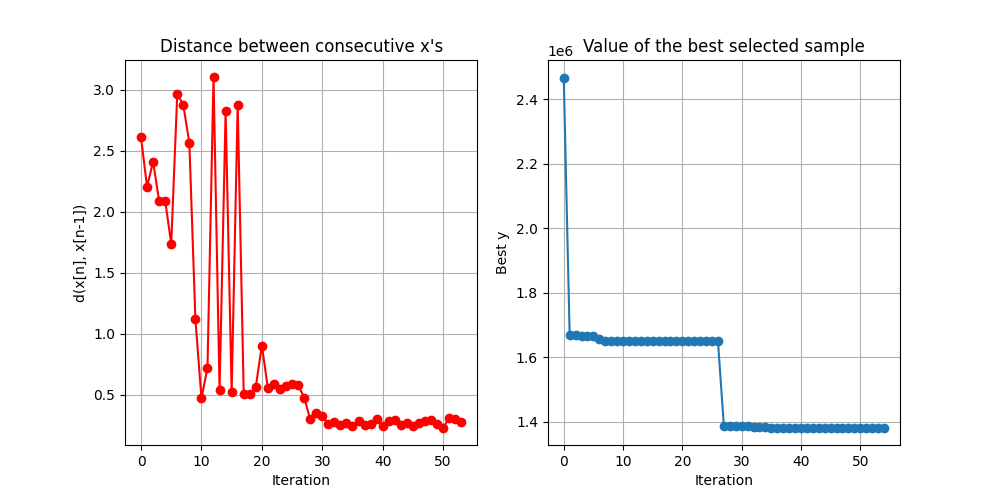 Distance between consecutive x's
3.0
2.5
2.0
1.5
1.0
0.5
d(x[n], x[n-1])
0 10 20 30 40 50
Iteration
1e6
Value of the best selected sample
2.4
2.2
2.0
1.8
1.6
1.4
Best y
0 10 20 30 40 50
Iteration